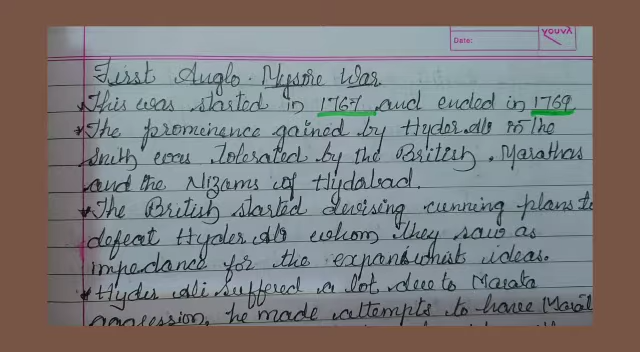 youva
Date:
First Anglo-Mysore War
*This was started in 1767 and ended in 1769
*The prominence gained by Hyder Ali in the
South was tolerated by the British, Marathas
and the Nizams of Hydabad.
*The British started devising cunning plans to
defeat Hyder Ali whom they saw as
impedance for the expansionist ideas.
*Hyder Ali suffered a lot due to Marata
aggression, he made attempts to have Marat